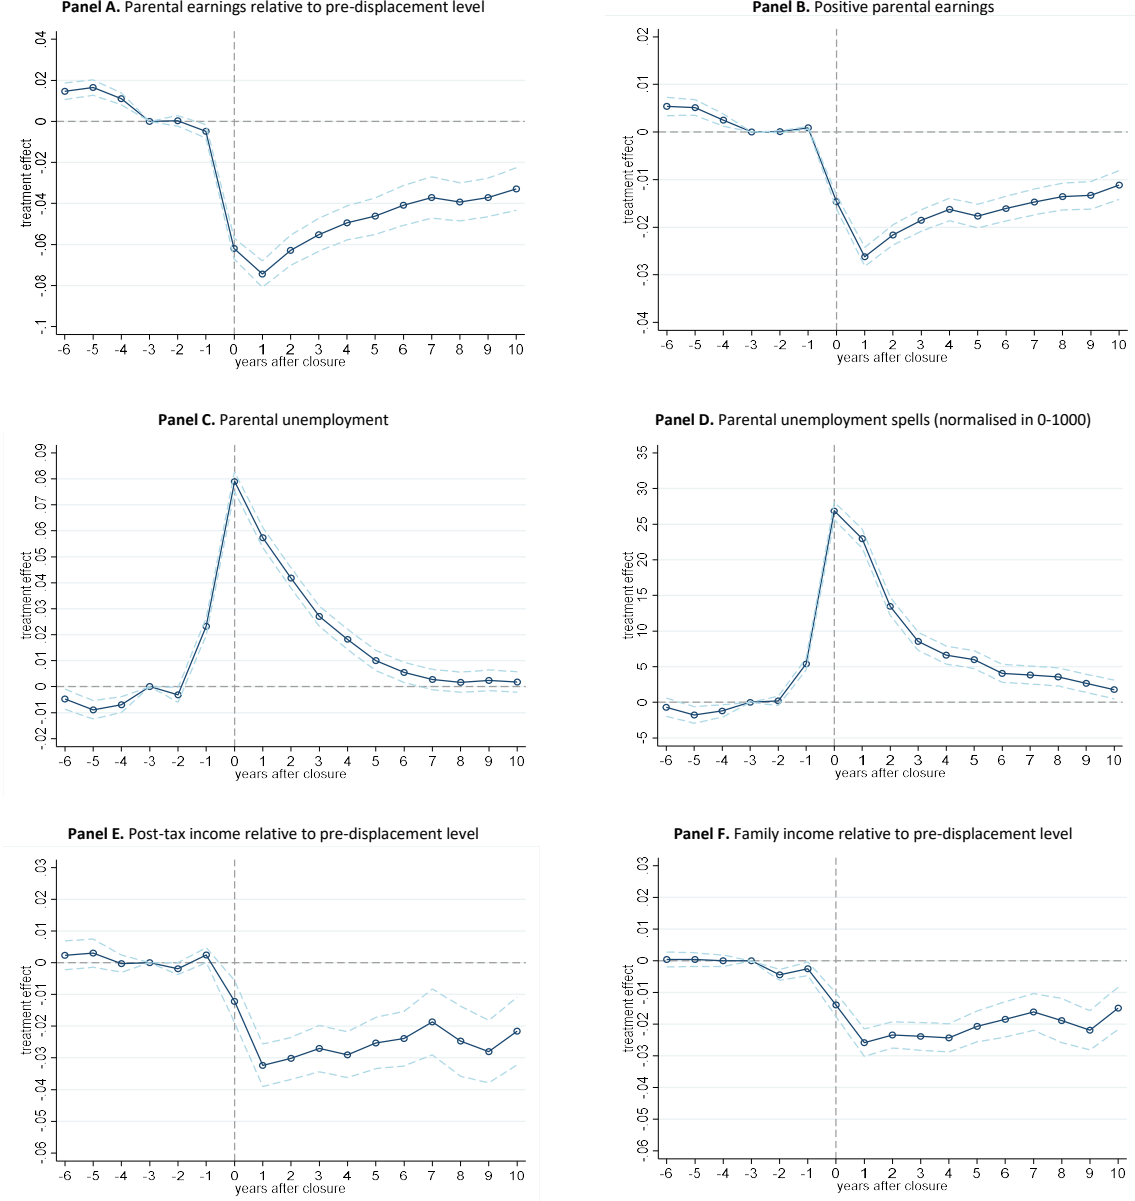 Panel A. Parental earnings relative to pre-displacement level
treatment effect
.04
.02
0
-.02
-.04
-.06
-.08
-.1
-6 -5 -4 -3 -2 -1 0 1 2 3 4 5 6 7 8 9 10
years after closure
Panel B. Positive parental earnings
treatment effect
.02
.01
0
-.01
-.02
-.03
-.04
-6 -5 -4 -3 -2 -1 0 1 2 3 4 5 6 7 8 9 10
years after closure
Panel C. Parental unemployment
treatment effect
.09
.08
.07
.06
.05
.04
.03
.02
.01
0
-.01
-.02
-6 -5 -4 -3 -2 -1 0 1 2 3 4 5 6 7 8 9 10
years after closure
Panel D. Parental unemployment spells (normalised in 0-1000)
treatment effect
35
30
25
20
15
10
5
0
-5
-6 -5 -4 -3 -2 -1 0 1 2 3 4 5 6 7 8 9 10
years after closure
Panel E. Post-tax income relative to pre-displacement level
treatment effect
.03
.02
.01
0
-.01
-.02
-.03
-.04
-.05
-.06
-6 -5 -4 -3 -2 -1 0 1 2 3 4 5 6 7 8 9 10
years after closure
Panel F. Family income relative to pre-displacement level
treatment effect
.03
.02
.01
0
-.01
-.02
-.03
-.04
-.05
-.06
-6 -5 -4 -3 -2 -1 0 1 2 3 4 5 6 7 8 9 10
years after closure